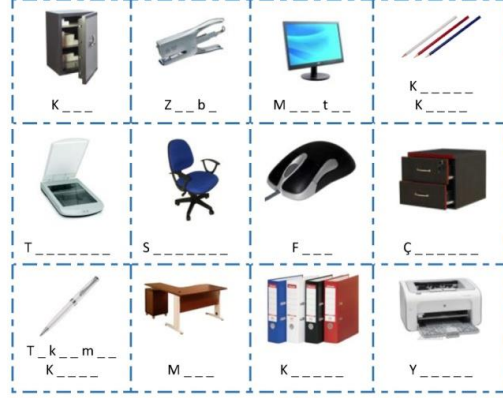 K _ _ _
Z _ _ b _
M _ _ _ t _ _
K _ _ _ _ _
K _ _ _ _
T _ _ _ _ _ _ _
S _ _ _ _ _ _ _
F _ _ _
Ç _ _ _ _ _ _
T _ k _ _ m _ _
K _ _ _ _
M _ _ _
K _ _ _ _ _
Y _ _ _ _ _